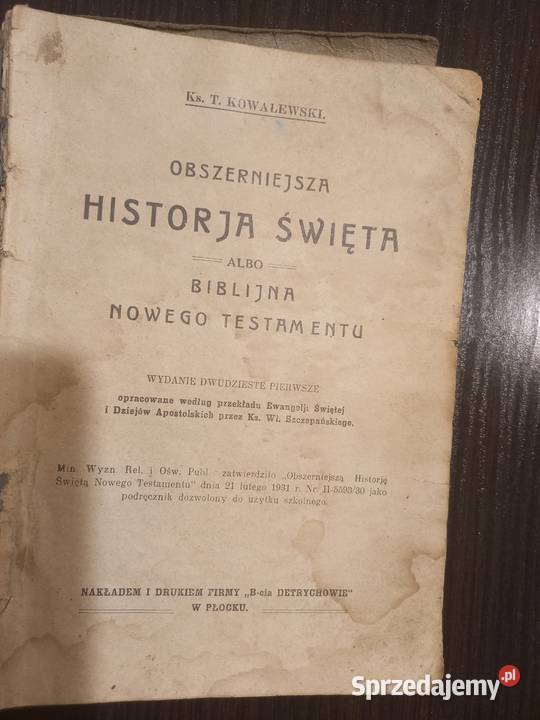 Ks. T. KOWALEWSKI.
OBSZERNIEJSZA
HISTORJA ŚWIĘTA
ALBO
BIBLIJNA
NOWEGO TESTAMENTU
WYDANIE DWUDZIESTE PIERWSZE
opracowane według przekładu Ewangelji Świętej
i Dziejów Apostolskich przez Ks. Wł. Szczepańskiego.
Min. Wyzn. Rel. i Ośw. Publ. zatwierdziło „Obszerniejszą Historję
Świętą Nowego Testamentu" dnia 21 lutego 1931 r. Nr. II-5593/30 jako
podręcznik dozwolony do użytku szkolnego.
NAKŁADEM I DRUKIEM FIRMY „B-cia DETRYCHOWIE"
W PŁOCKU.
Sprzedajemy.pl